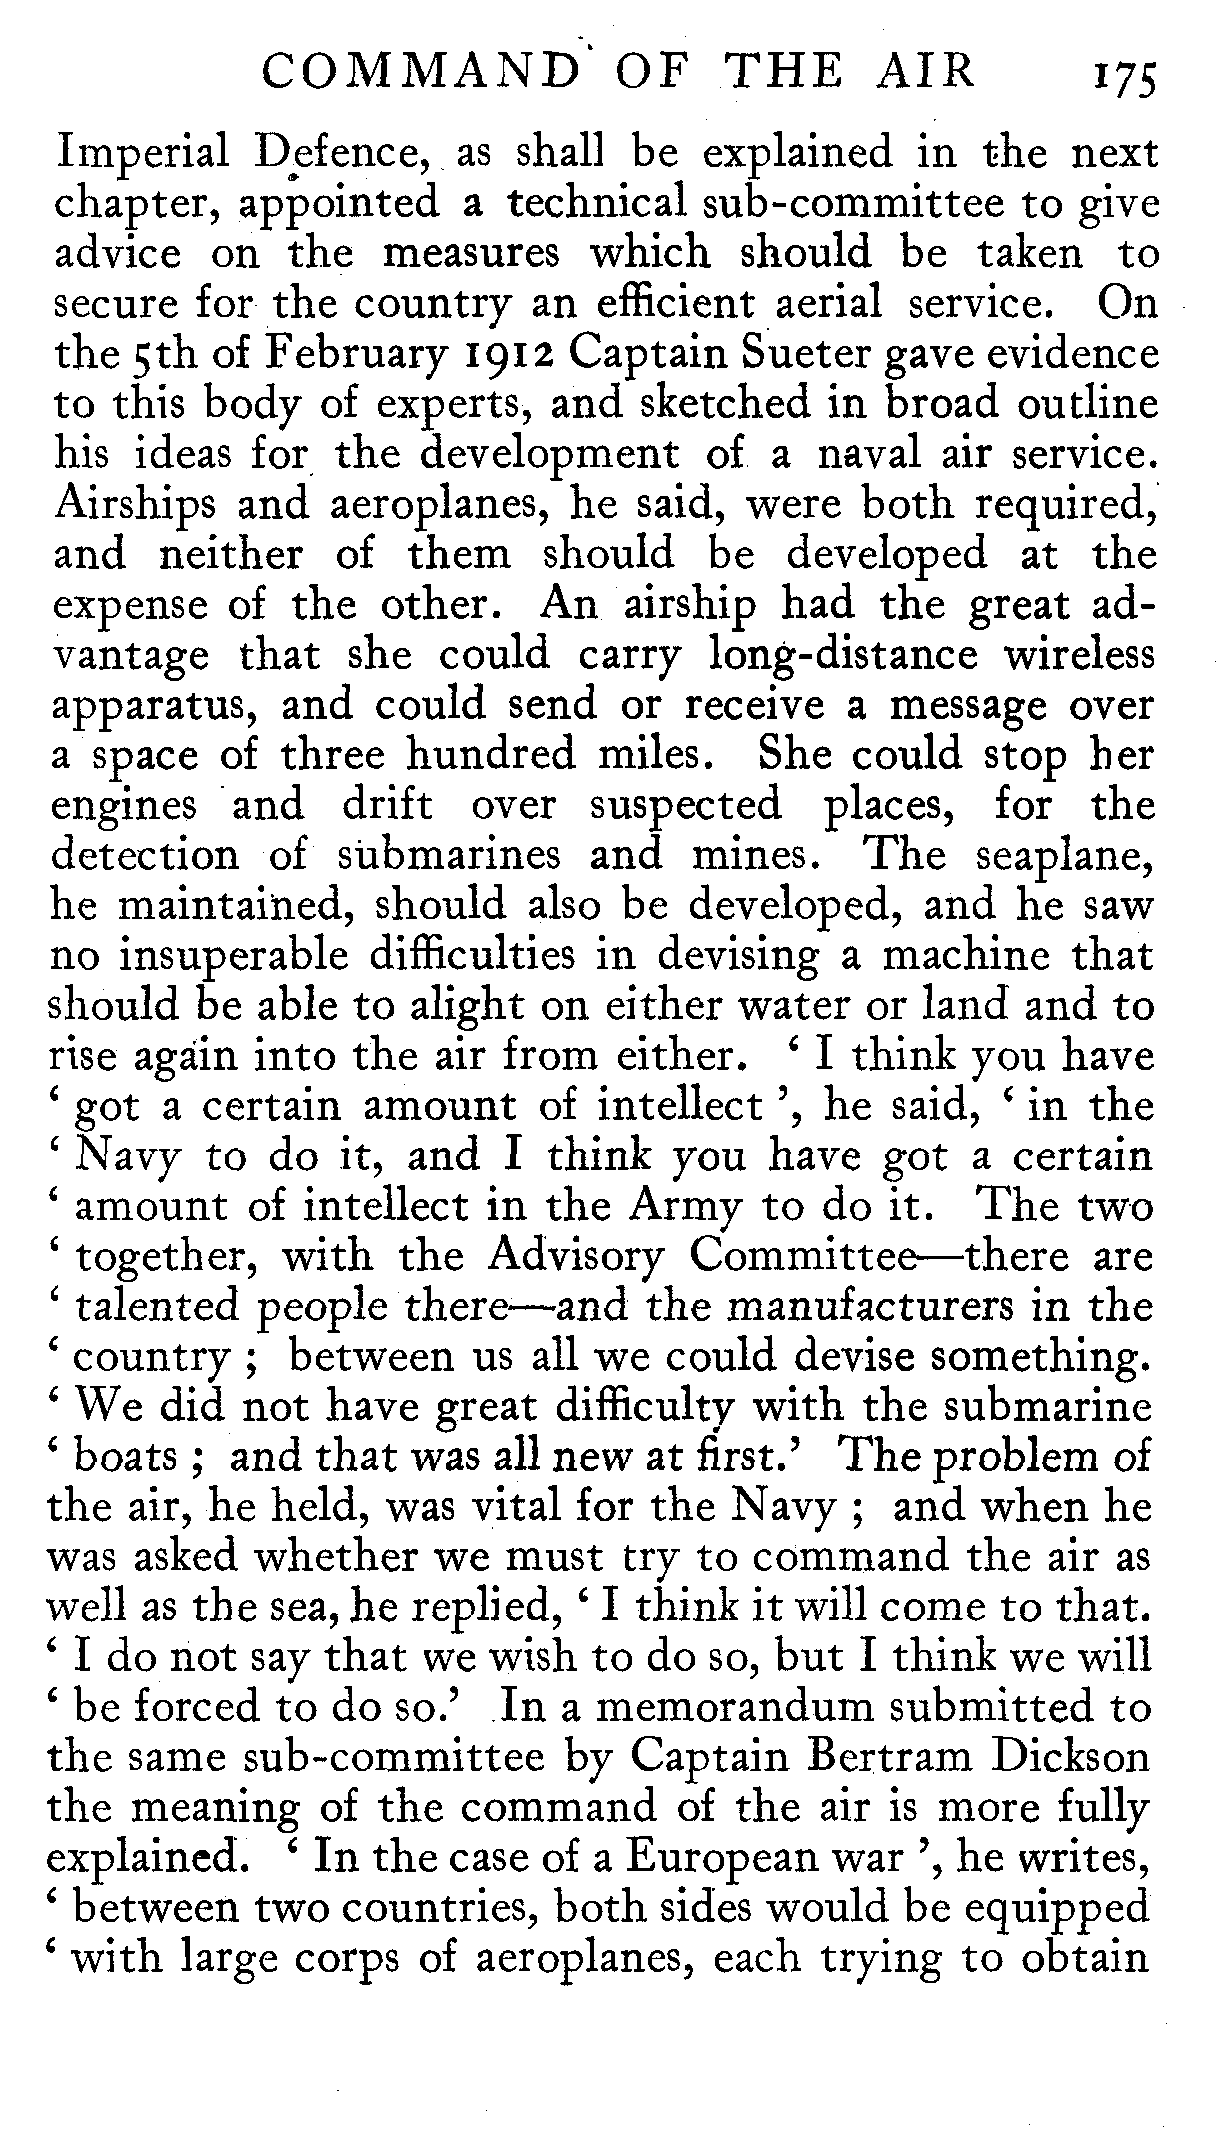 COMMAND OF THE AIR 175
Imperial Defence, as shall be explained in the next
chapter, appointed a technical sub-committee to give
advice on the measures which should be taken to
secure for the country an efficient aerial service. On
the 5th of February 1912 Captain Sueter gave evidence
to this body of experts, and sketched in broad outline
his ideas for the development of a naval air service.
Airships and aeroplanes, he said, were both required,
and neither of them should be developed at the
expense of the other. An airship had the great ad-
vantage that she could carry long-distance wireless
apparatus, and could send or receive a message over
a space of three hundred miles. She could stop her
engines and drift over suspected places, for the
detection of submarines and mines. The seaplane,
he maintained, should also be developed, and he saw
no insuperable difficulties in devising a machine that
should be able to alight on either water or land and to
rise again into the air from either. ‘ I think you have
‘ got a certain amount of intellect ’, he said, ‘ in the
‘ Navy to do it, and I think you have got a certain
‘ amount of intellect in the Army to do it. The two
‘ together, with the Advisory Committee—there are
‘ talented people there—and the manufacturers in the
‘ country ; between us all we could devise something.
‘ We did not have great difficulty with the submarine
‘ boats ; and that was all new at first.’ The problem of
the air, he held, was vital for the Navy ; and when he
was asked whether we must try to command the air as
well as the sea, he replied, ‘ I think it will come to that.
‘ I do not say that we wish to do so, but I think we will
‘ be forced to do so.’ In a memorandum submitted to
the same sub-committee by Captain Bertram Dickson
the meaning of the command of the air is more fully
explained. ‘ In the case of a European war ’, he writes,
‘ between two countries, both sides would be equipped
‘ with large corps of aeroplanes, each trying to obtain